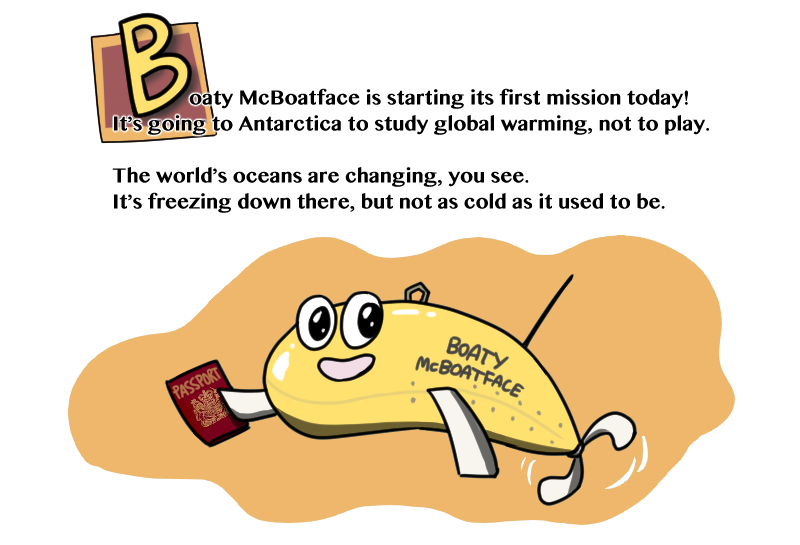 Boaty McBoatface is starting its first mission today!
It’s going to Antarctica to study global warming, not to play.
The world’s oceans are changing, you see.
It’s freezing down there, but not as cold as it used to be.
BOATY
McBOATFACE
PASSPORT